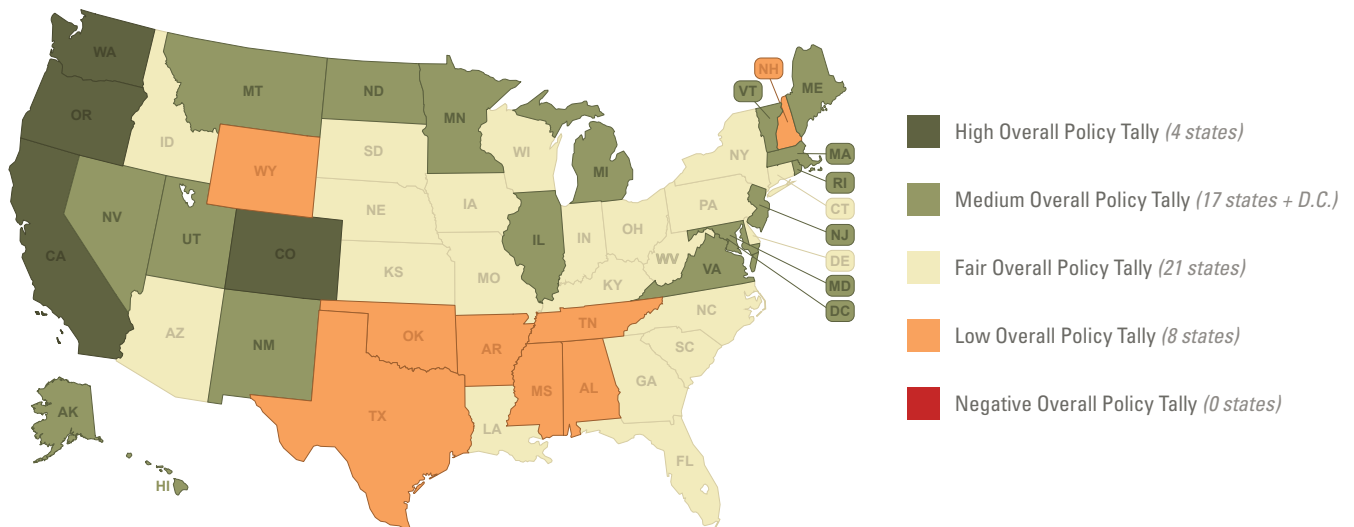 WA
OR
CA
NV
ID
MT
WY
UT
CO
AZ
NM
ND
SD
NE
KS
OK
TX
MN
IA
MO
AR
LA
WI
IL
MI
IN
OH
KY
TN
MS
AL
GA
FL
SC
NC
VA
WV
PA
NY
VT
NH
ME
MA
RI
CT
NJ
DE
MD
DC
AK
HI
High Overall Policy Tally (4 states)
Medium Overall Policy Tally (17 states + D.C.)
Fair Overall Policy Tally (21 states)
Low Overall Policy Tally (8 states)
Negative Overall Policy Tally (0 states)